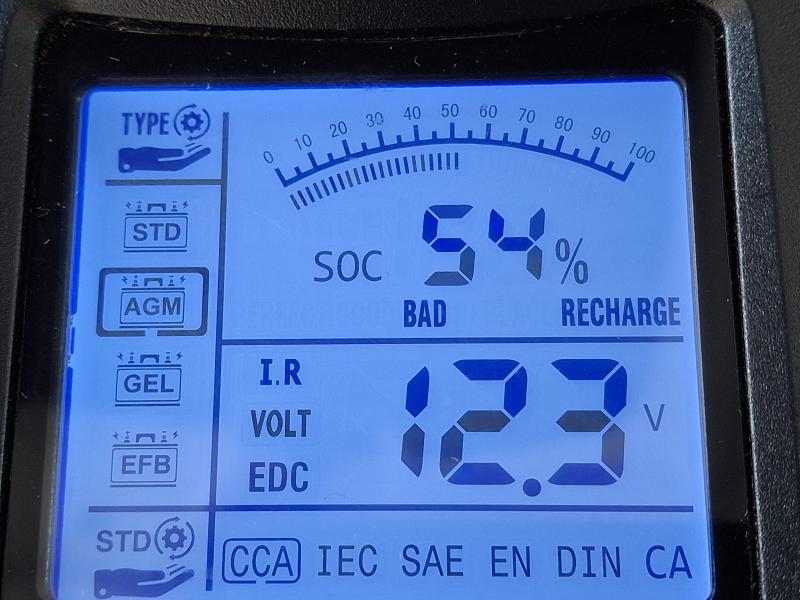 TYPE
0 10 20 30 40 50 60 70 80 90 100
STD
SOC 54 %
AGM
BAD RECHARGE
I.R
GEL
VOLT 12.3 V
EFB
EDC
STD
CCA IEC SAE EN DIN CA